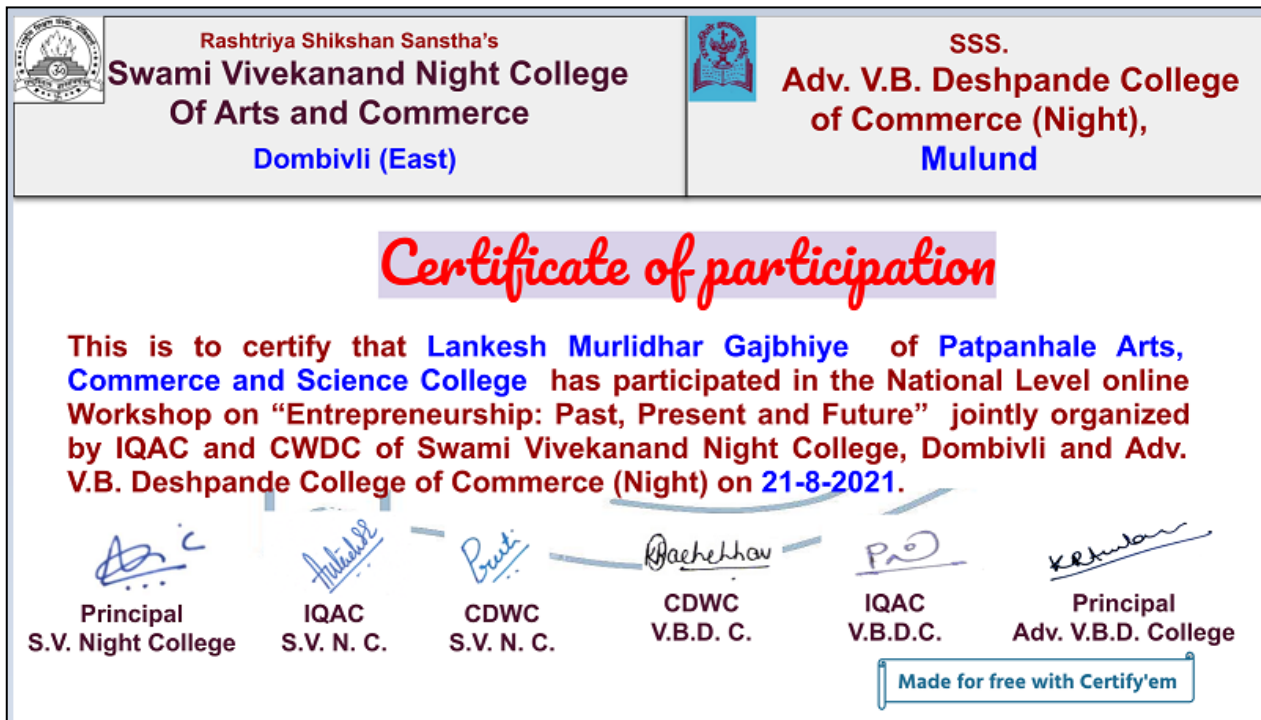 Rashtriya Shikshan Sanstha's
Swami Vivekanand Night College
Of Arts and Commerce
Dombivli (East)
SSS.
Adv. V.B. Deshpande College
of Commerce (Night),
Mulund
Certificate of participation
This is to certify that Lankesh Murlidhar Gajbhiye of Patpanhale Arts,
Commerce and Science College has participated in the National Level online
Workshop on “Entrepreneurship: Past, Present and Future” jointly organized
by IQAC and CWDC of Swami Vivekanand Night College, Dombivli and Adv.
V.B. Deshpande College of Commerce (Night) on 21-8-2021.
Principal
S.V. Night College
IQAC
S.V. N. C.
CDWC
S.V. N. C.
CDWC
V.B.D. C.
IQAC
V.B.D.C.
Principal
Adv. V.B.D. College
Made for free with Certify'em